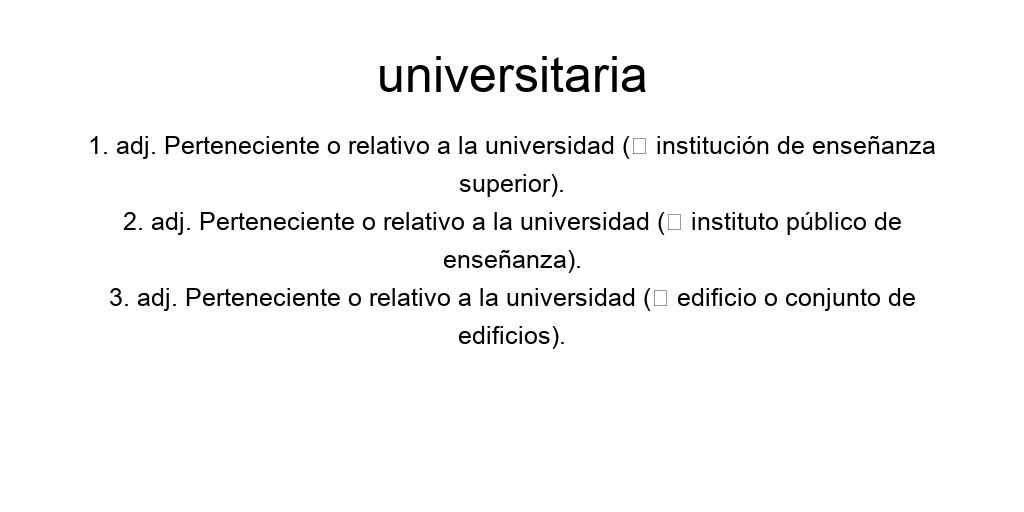 universitaria
1. adj. Perteneciente o relativo a la universidad (□ institución de enseñanza
superior).
2. adj. Perteneciente o relativo a la universidad (□ instituto público de
enseñanza).
3. adj. Perteneciente o relativo a la universidad (□ edificio o conjunto de
edificios).